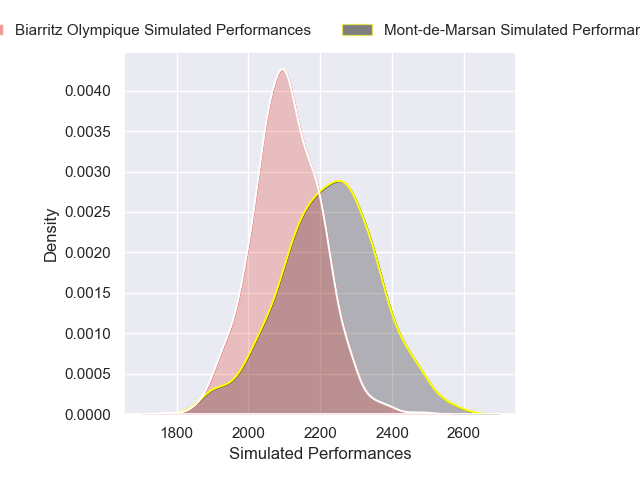 Biarritz Olympique Simulated Performances
Mont-de-Marsan Simulated
0.0040
0.0035
0.0030
0.0025
0.0020
0.0015
0.0010
0.0005
0.0000
Density
1800 2000 2200 2400 2600
Simulated Performances